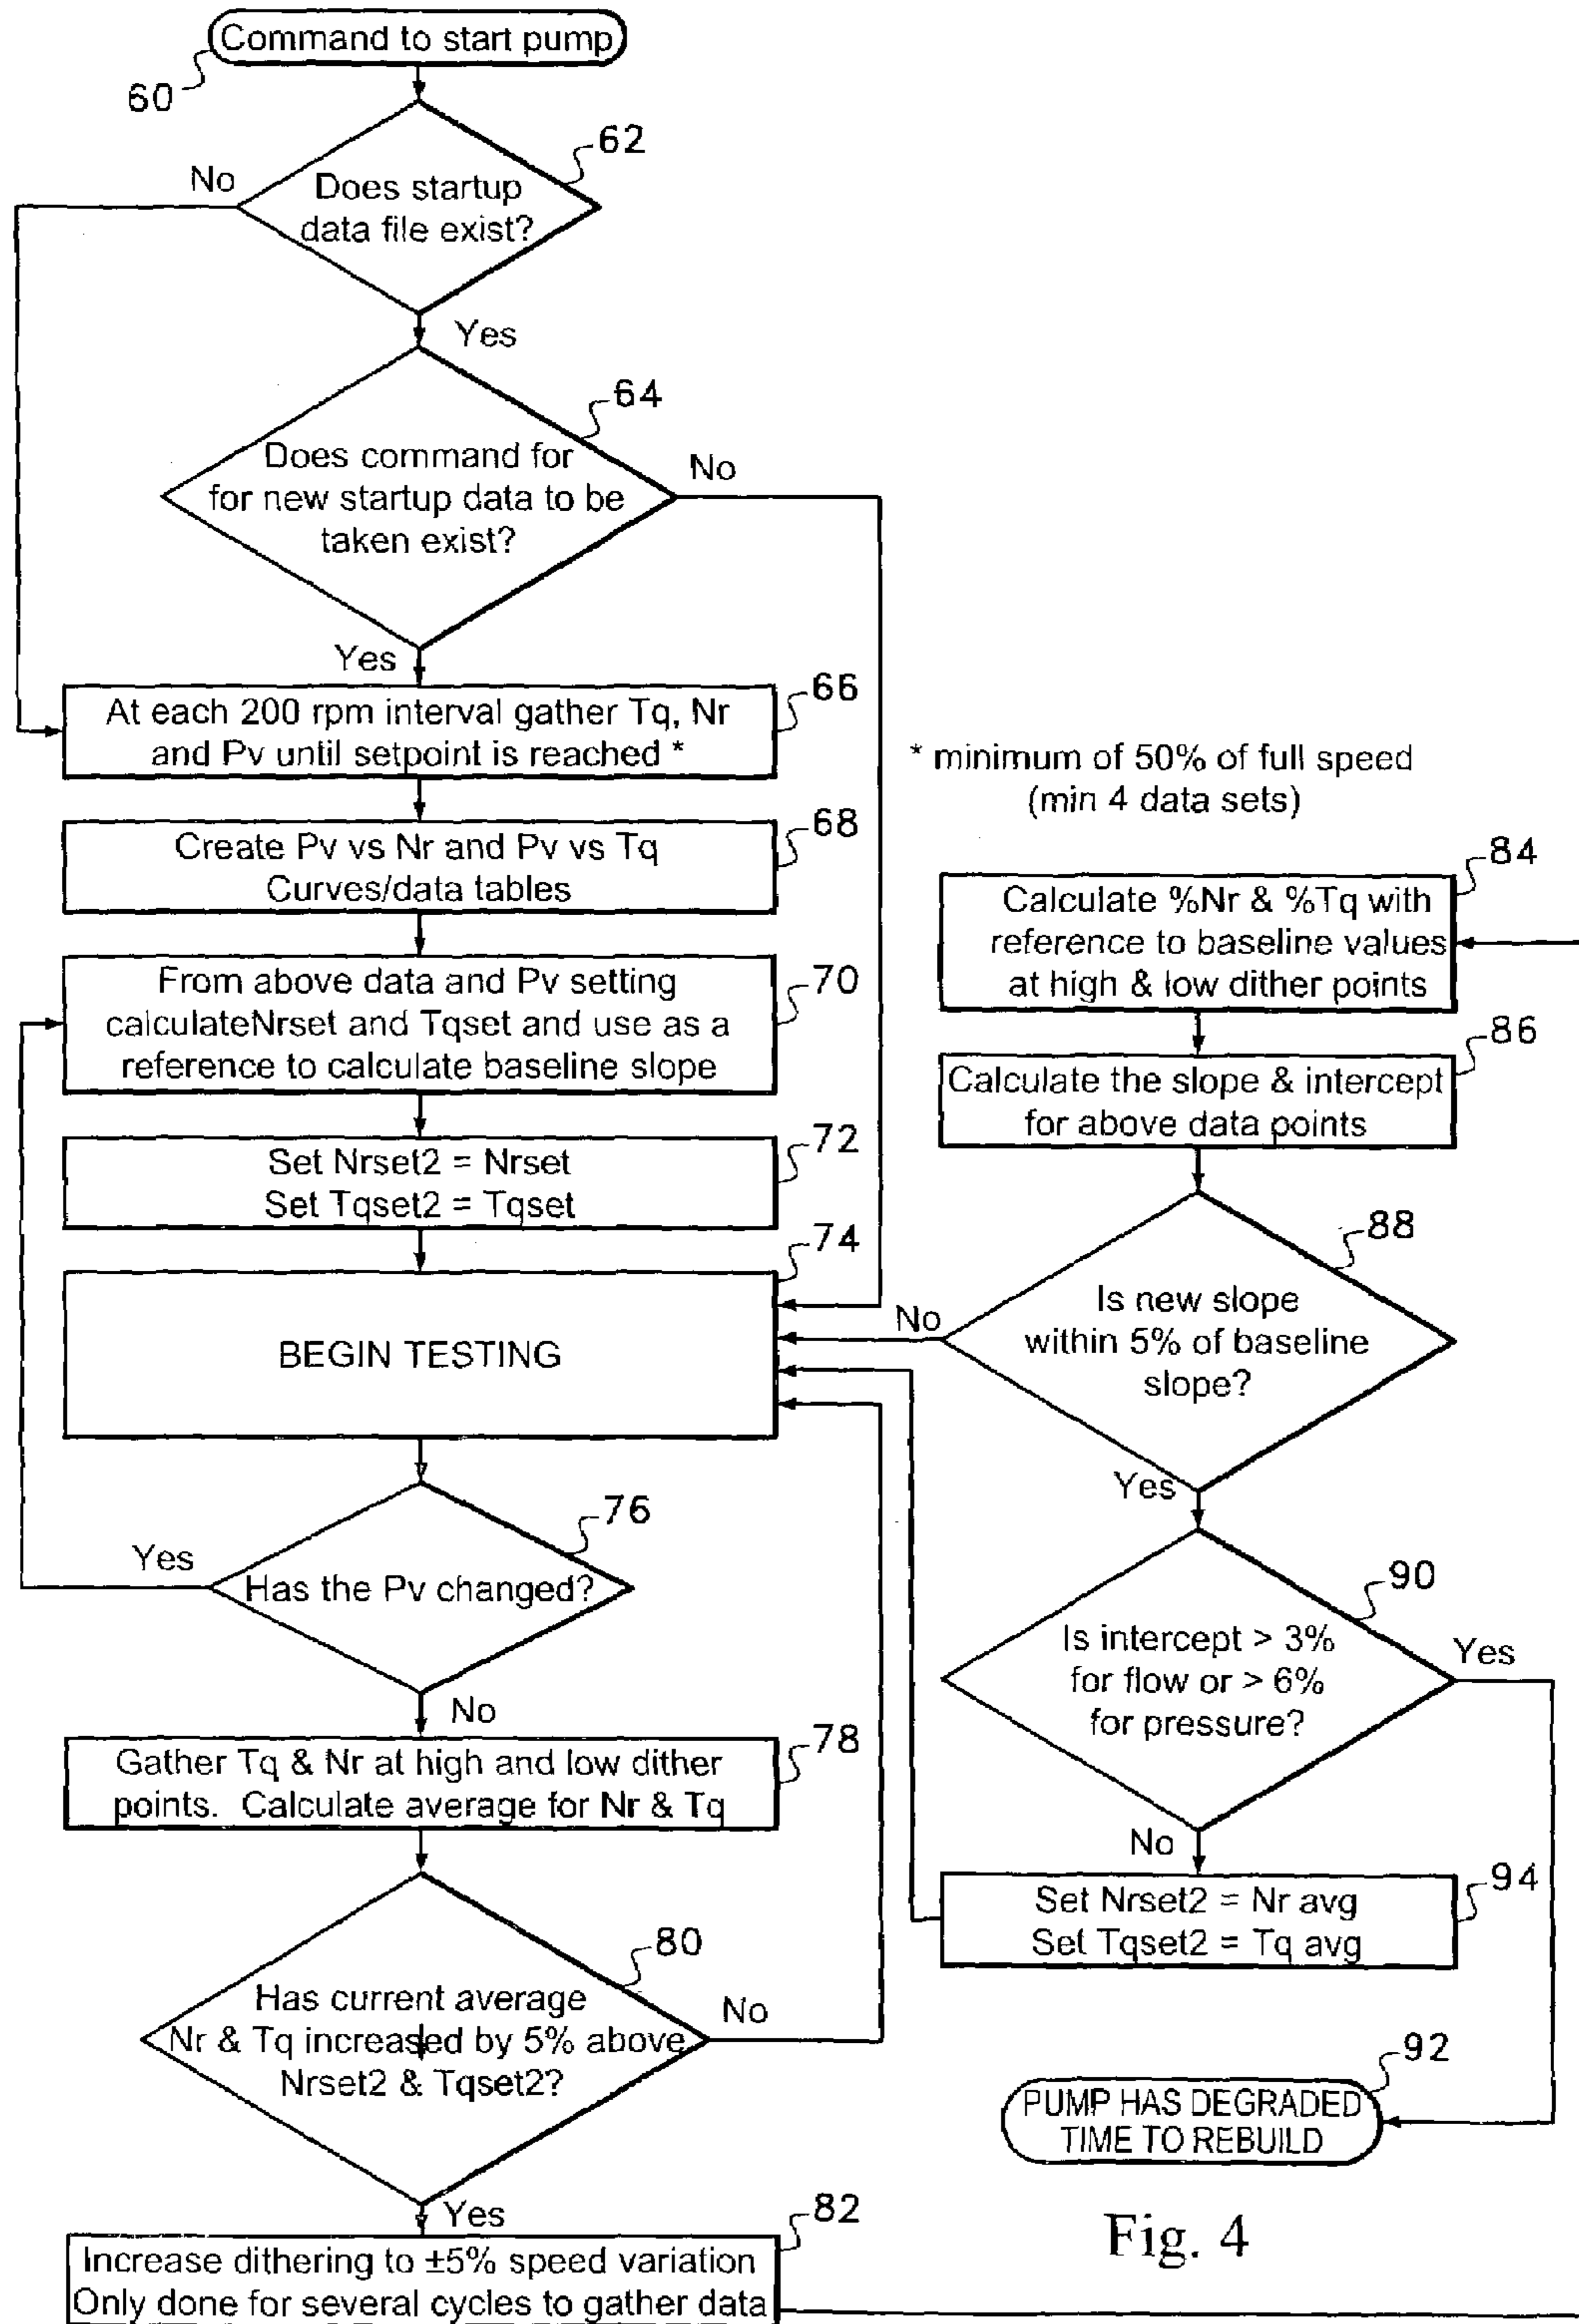 Command to start pump
60
62
No
Does startup
data file exist?
Yes
64
Does command for
for new startup data to be
taken exist?
No
Yes
66
At each 200 rpm interval gather Tq, Nr
and Pv until setpoint is reached *
* minimum of 50% of full speed
(min 4 data sets)
68
Create Pv vs Nr and Pv vs Tq
Curves/data tables
70
From above data and Pv setting
calculateNrset and Tqset and use as a
reference to calculate baseline slope
72
Set Nrset2 = Nrset
Set Tqset2 = Tqset
74
BEGIN TESTING
76
Yes
Has the Pv changed?
No
78
Gather Tq & Nr at high and low dither
points. Calculate average for Nr & Tq
80
Has current average
Nr & Tq increased by 5% above
Nrset2 & Tqset2?
No
Yes
82
Increase dithering to ±5% speed variation
Only done for several cycles to gather data
84
Calculate %Nr & %Tq with
reference to baseline values
at high & low dither points
86
Calculate the slope & intercept
for above data points
88
No
Is new slope
within 5% of baseline
slope?
Yes
90
Is intercept > 3%
for flow or > 6%
for pressure?
Yes
No
94
Set Nrset2 = Nr avg
Set Tqset2 = Tq avg
92
PUMP HAS DEGRADED
TIME TO REBUILD
Fig. 4